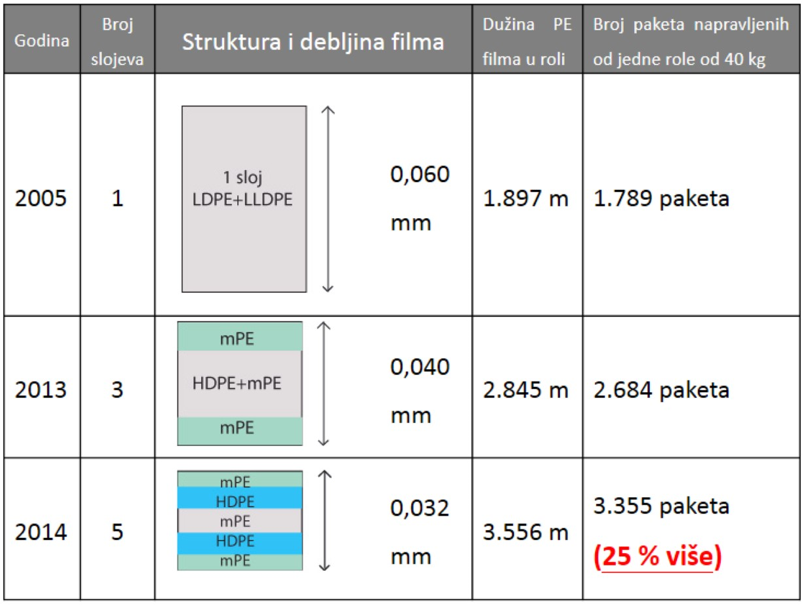 Godina
Broj
slojeva
Struktura i debljina filma
Dužina PE
filma u roli
Broj paketa napravljenih
od jedne role od 40 kg
2005
1
1 sloj
LDPE+LLDPE
0,060
mm
1.897 m
1.789 paketa
2013
3
mPE
HDPE+mPE
mPE
0,040
mm
2.845 m
2.684 paketa
2014
5
mPE
HDPE
mPE
HDPE
mPE
0,032
mm
3.556 m
3.355 paketa
(25 % više)